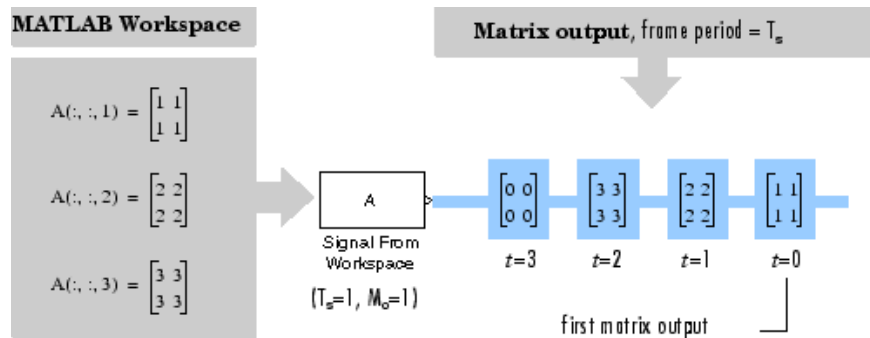 MATLAB Workspace
A(:, :, 1) = [1 1
1 1]
A(:, :, 2) = [2 2
2 2]
A(:, :, 3) = [3 3
3 3]
A
Signal From
Workspace
(Ts=1, Mo=1)
Matrix output, frame period = Ts
[0 0
0 0]
[3 3
3 3]
[2 2
2 2]
[1 1
1 1]
t=3
t=2
t=1
t=0
first matrix output